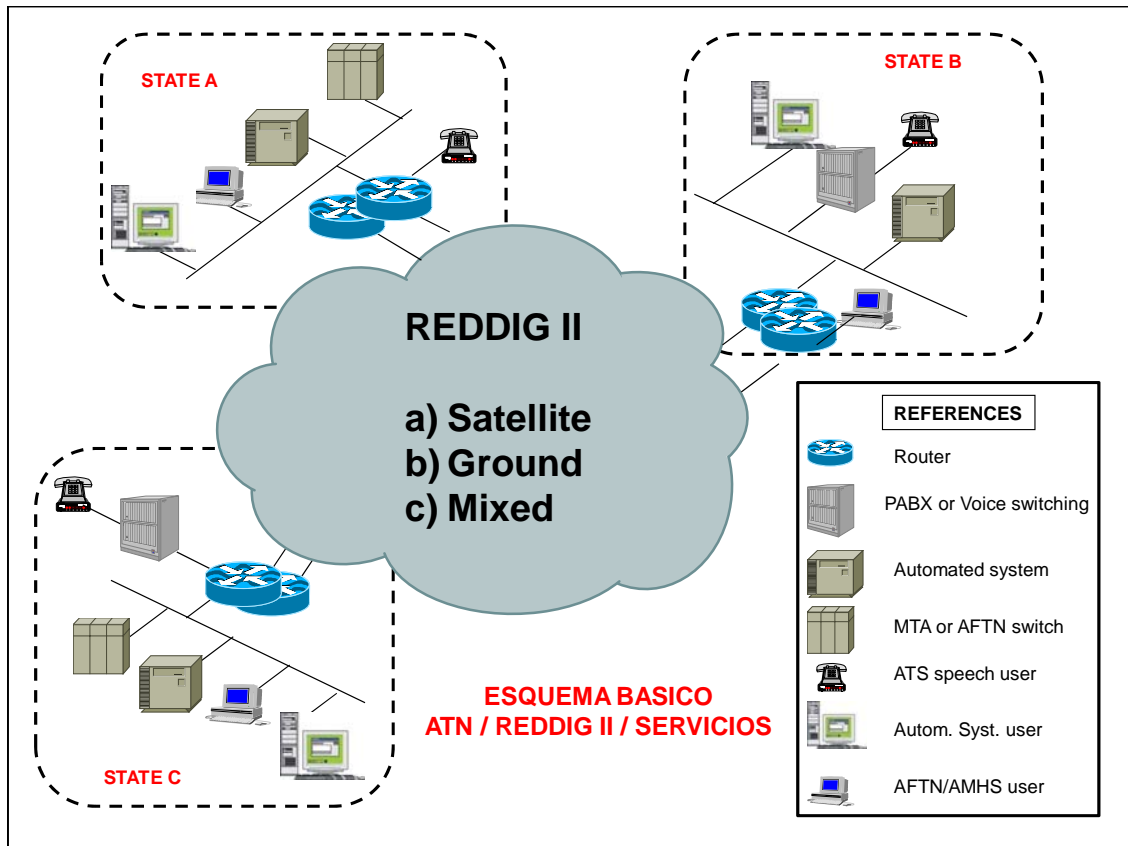 STATE A
STATE B
REDDIG II
a) Satellite
b) Ground
c) Mixed
REFERENCES
Router
PABX or Voice switching
Automated system
MTA or AFTN switch
ATS speech user
Autom. Syst. user
AFTN/AMHS user
ESQUEMA BASICO
ATN / REDDIG II / SERVICIOS
STATE C